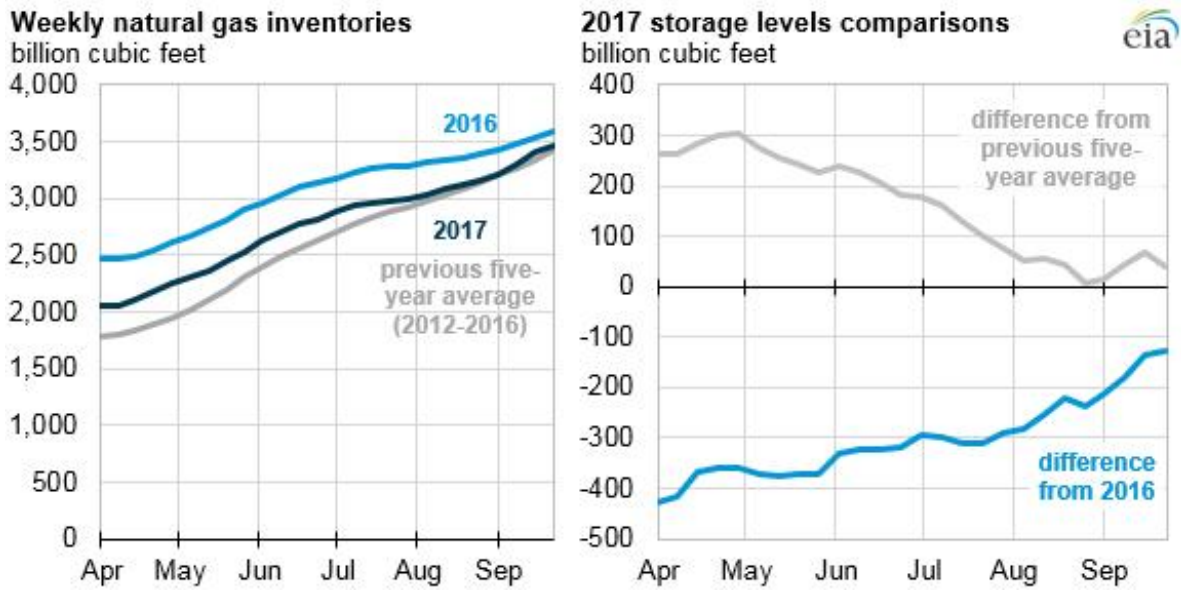 Weekly natural gas inventories
billion cubic feet
4,000
3,500
3,000
2,500
2,000
1,500
1,000
500
0
Apr May Jun Jul Aug Sep
2016
2017
previous five-
year average
(2012-2016)
2017 storage levels comparisons
billion cubic feet
eia
400
300
200
100
0
-100
-200
-300
-400
-500
Apr May Jun Jul Aug Sep
difference from
previous five-
year average
difference
from 2016